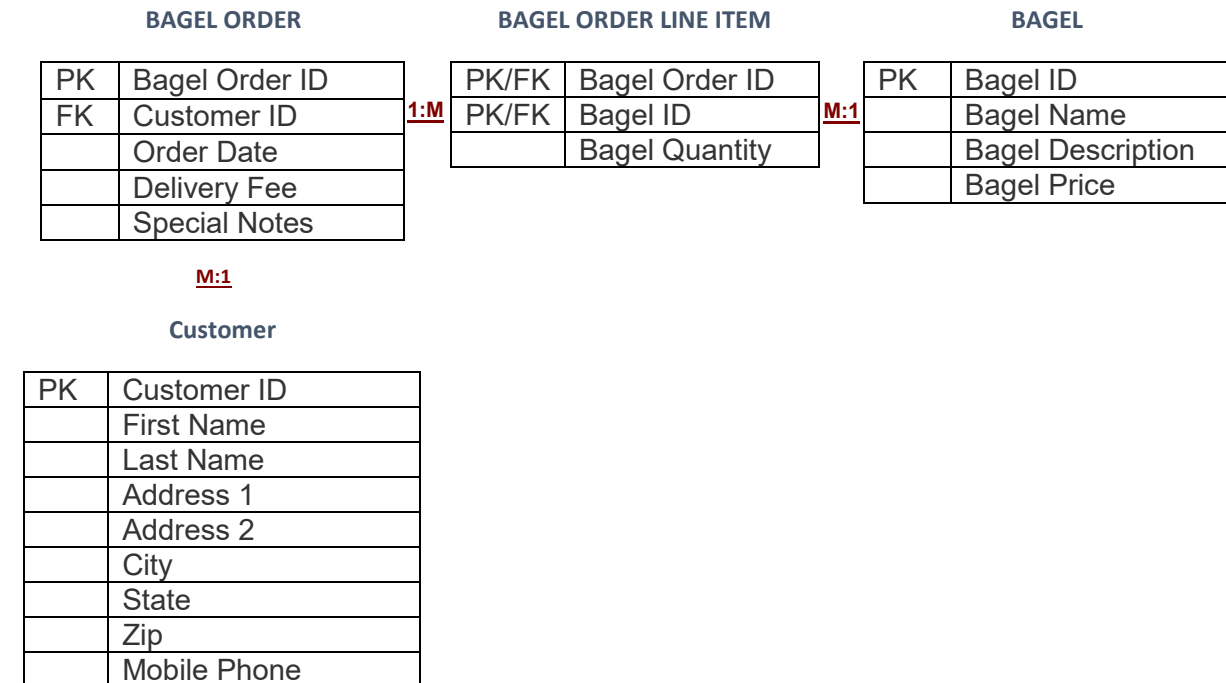 BAGEL ORDER
PK Bagel Order ID
FK Customer ID
Order Date
Delivery Fee
Special Notes
1:M
BAGEL ORDER LINE ITEM
PK/FK Bagel Order ID
PK/FK Bagel ID
Bagel Quantity
M:1
BAGEL
PK Bagel ID
Bagel Name
Bagel Description
Bagel Price
M:1
Customer
PK Customer ID
First Name
Last Name
Address 1
Address 2
City
State
Zip
Mobile Phone